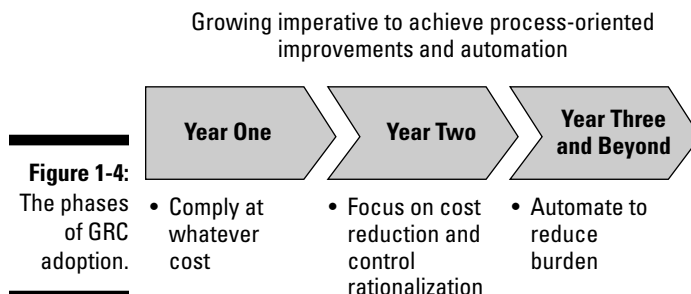 Growing imperative to achieve process-oriented
improvements and automation
Year One
Year Two
Year Three
and Beyond
Figure 1-4:
The phases
of GRC
adoption.
• Comply at
whatever
cost
• Focus on cost
reduction and
control
rationalization
• Automate to
reduce
burden